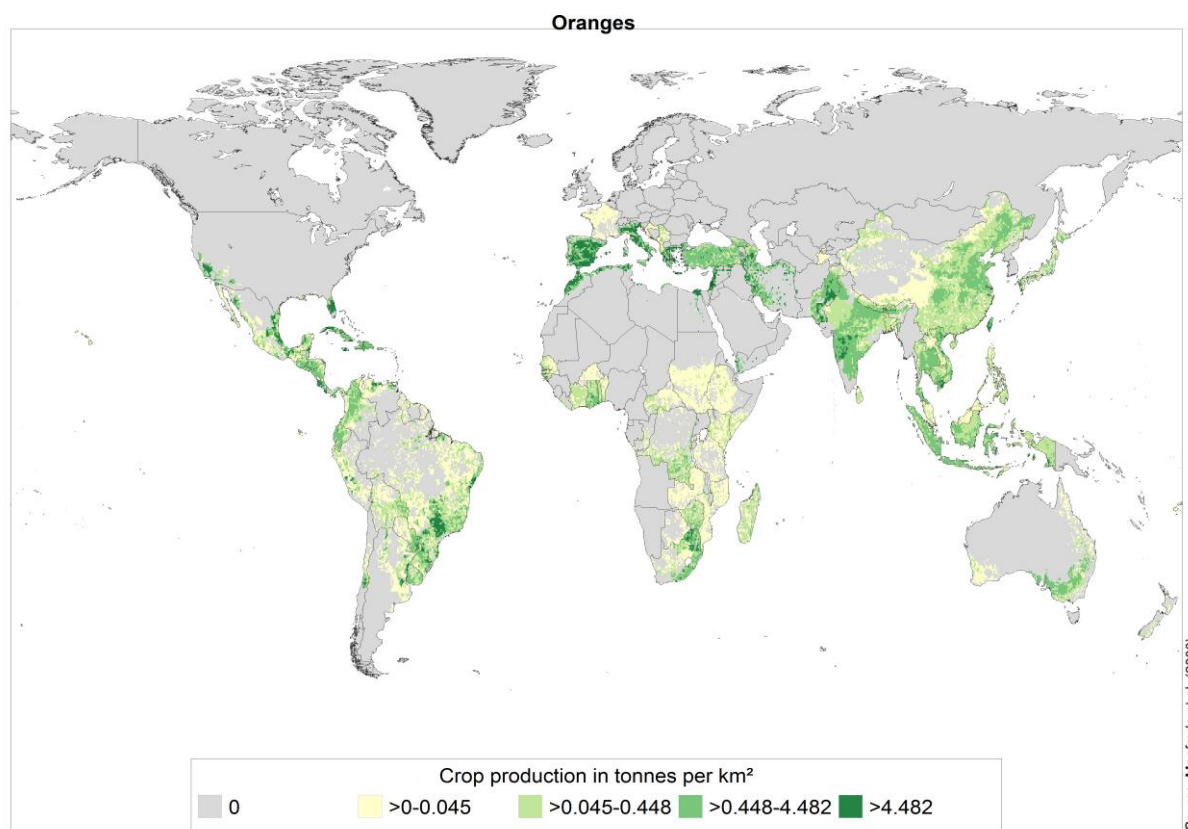 Oranges
Crop production in tonnes per km²
0
>0-0.045
>0.045-0.448
>0.448-4.482
>4.482